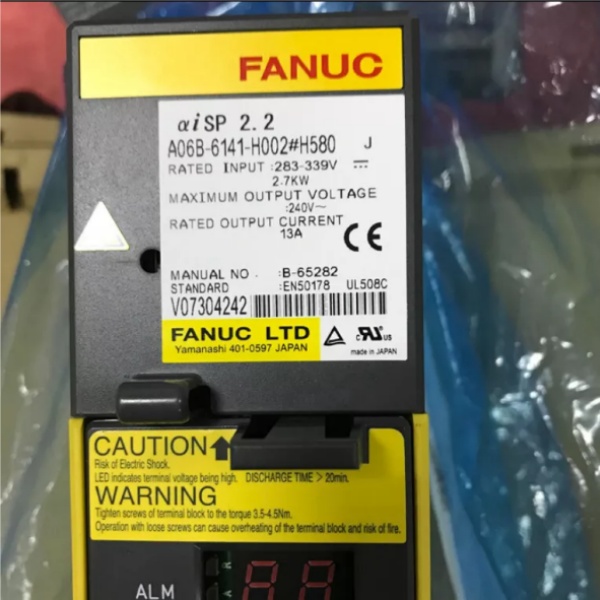 FANUC
αiSP 2.2
A06B-6141-H002#H580 J
RATED INPUT :283-339V
2.7KW
MAXIMUM OUTPUT VOLTAGE
:240V~
RATED OUTPUT CURRENT
13A
CE
MANUAL NO. :B-65282
STANDARD :EN50178 UL508C
V07304242
FANUC LTD
Yamanashi 401-0597 JAPAN
c RU us
made in JAPAN
CAUTION
Risk of Electric Shock.
LED indicates terminal voltage being high. DISCHARGE TIME > 20min.
WARNING
Tighten screws of terminal block to the torque 3.5-4.5Nm.
Operation with loose screws can cause overheating of the terminal block and risk of fire.
ALM